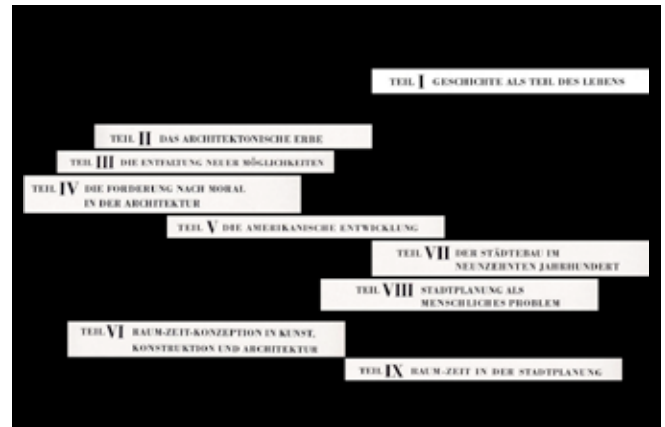 TEIL I GESCHICHTE ALS TEIL DES LEBENS
TEIL II DAS ARCHITEKTONISCHE ERBE
TEIL III DIE ENTFALTUNG NEUER MÖGLICHKEITEN
TEIL IV DIE FORDERUNG NACH MORAL
IN DER ARCHITEKTUR
TEIL V DIE AMERIKANISCHE ENTWICKLUNG
TEIL VII DER STÄDTEBAU IM
NEUNZEHNTEN JAHRHUNDERT
TEIL VIII STADTPLANUNG ALS
MENSCHLICHES PROBLEM
TEIL VI RAUM-ZEIT-KONZEPTION IN KUNST,
KONSTRUKTION UND ARCHITEKTUR
TEIL IX RAUM-ZEIT IN DER STADTPLANUNG